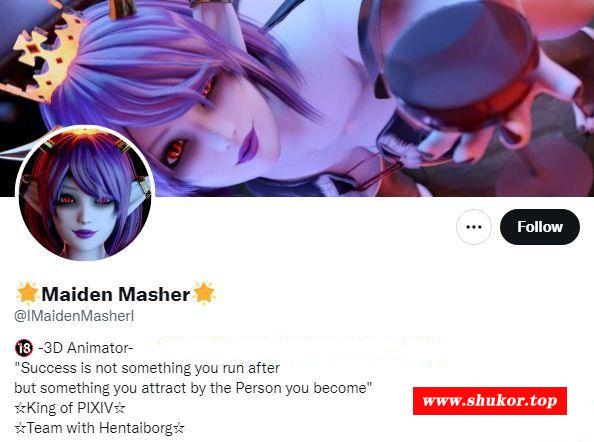 Follow
🌟Maiden Masher🌟
@IMaidenMasherI
🔞 -3D Animator-
"Success is not something you run after
but something you attract by the Person you become"
☆King of PIXIV☆
www.shukor.top
☆Team with Hentaiborg☆